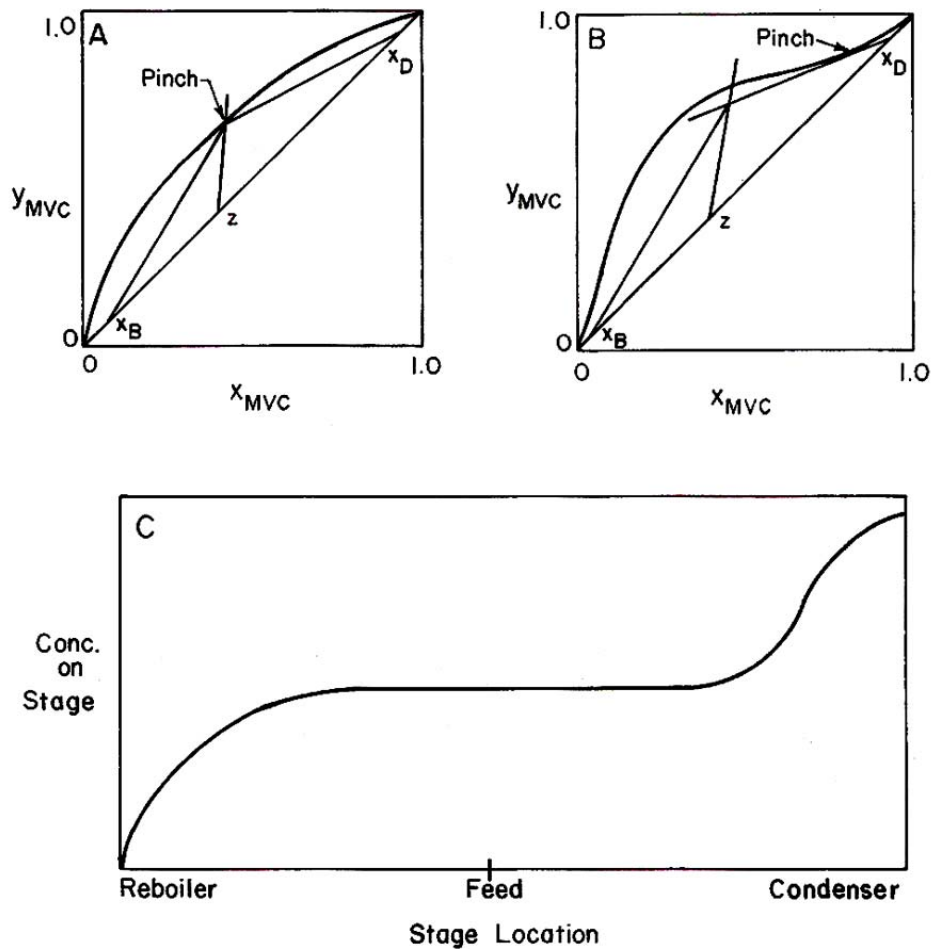 1.0
A
Pinch
x_D
y_MVC
z
x_B
0
0
1.0
x_MVC
1.0
B
Pinch
x_D
y_MVC
z
x_B
0
0
1.0
x_MVC
C
Conc.
on
Stage
Reboiler
Feed
Condenser
Stage Location